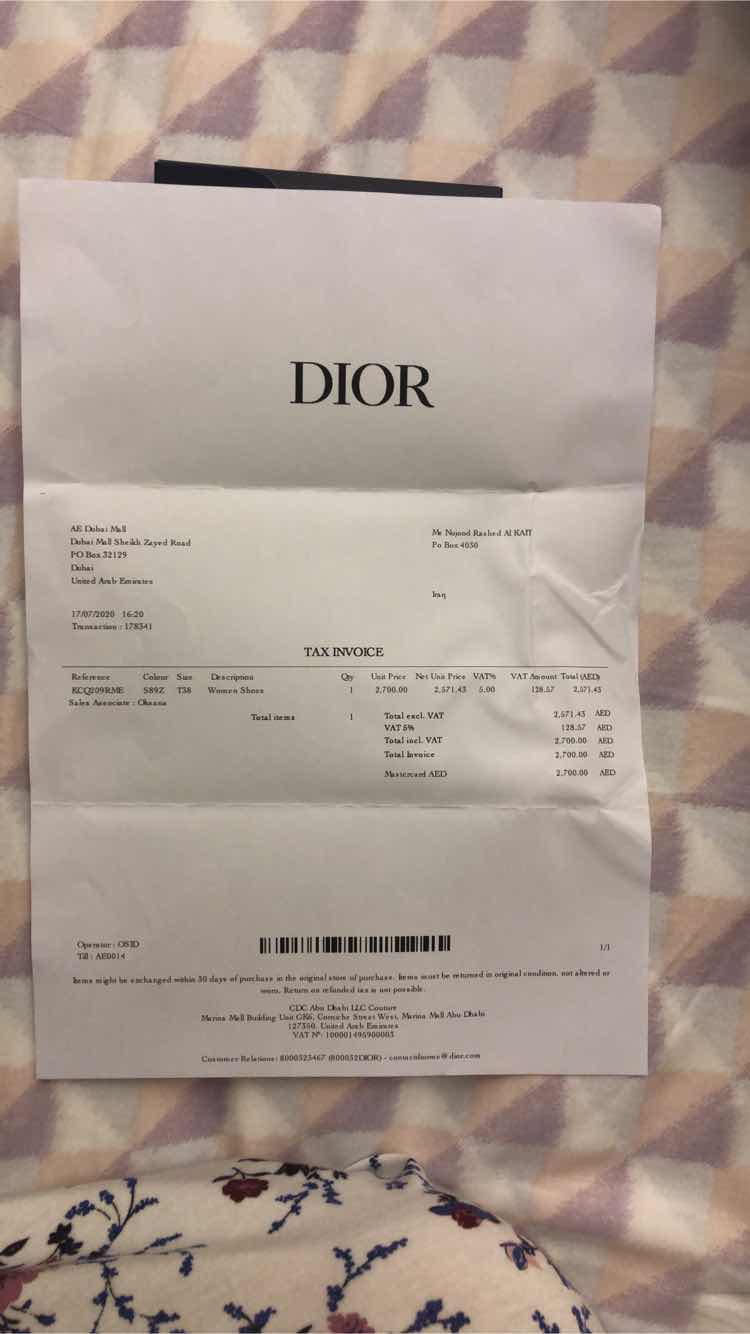 DIOR
AE Dubai Mall
Dubai Mall Sheikh Zayed Road
PO Box 32129
Dubai
United Arab Emirates
Ms Nujood Rashed Al KAIT
Po Box 4030
Iraq
17/07/2020 16:20
Transaction : 178341
TAX INVOICE
Reference Colour Size Description Qty Unit Price Net Unit Price VAT% VAT Amount Total (AED)
KCQ209RME S89Z T38 Women Shoes 1 2,700.00 2,571.43 5.00 128.57 2,571.43
Sales Associate : Oksana
Total items 1 Total excl. VAT 2,571.43 AED
VAT 5% 128.57 AED
Total incl. VAT 2,700.00 AED
Total Invoice 2,700.00 AED
Mastercard AED 2,700.00 AED
Operator : OSID
Till : AE0014
1/1
Items might be exchanged within 30 days of purchase in the original store of purchase. Items must be returned in original condition, not altered or
worn. Return on refunded tax is not possible.
CDC Abu Dhabi LLC Couture
Marina Mall Building Unit GK6, Corniche Street West, Marina Mall Abu Dhabi
127350, United Arab Emirates
VAT N°: 100001495900003
Customer Relations: 8000323467 (800032DIOR) - @dior.com